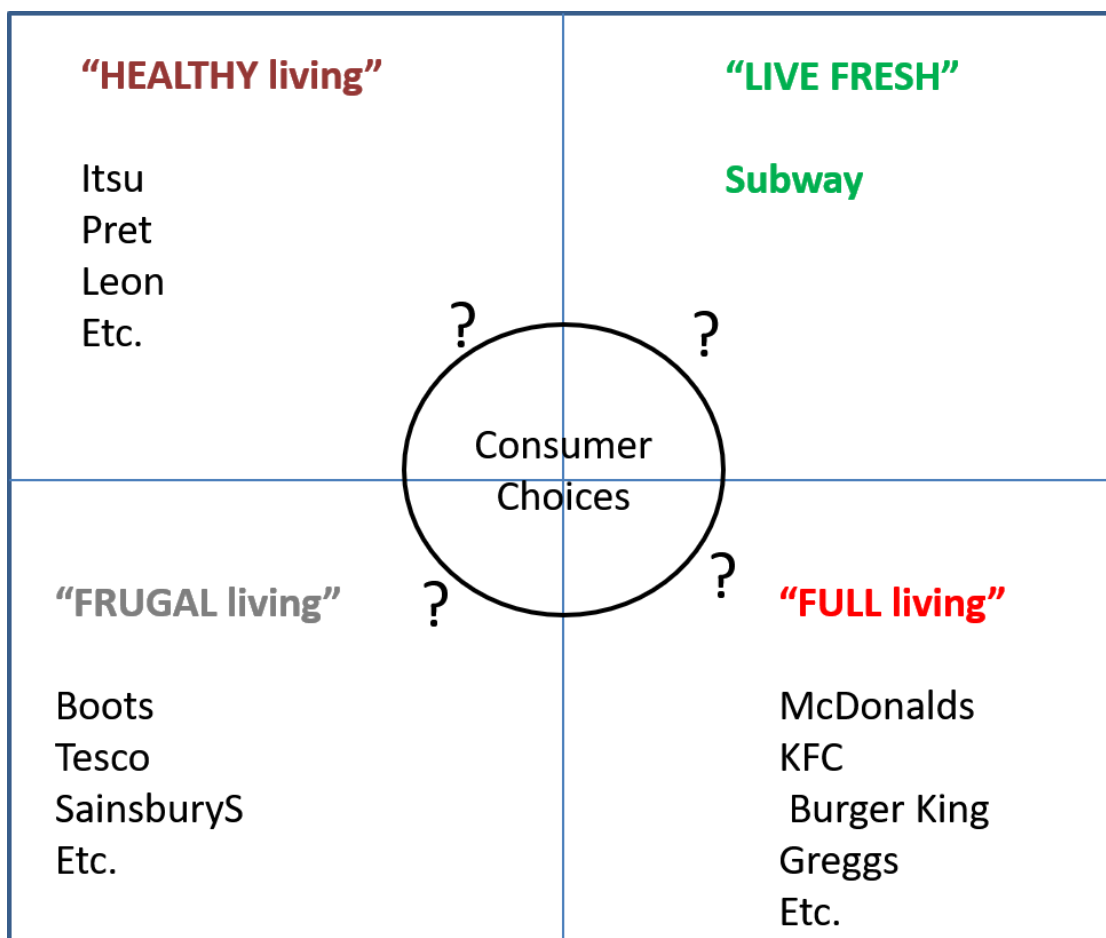 “HEALTHY living”
Itsu
Pret
Leon
Etc.
“LIVE FRESH”
Subway
?
?
Consumer
Choices
?
?
“FRUGAL living”
Boots
Tesco
SainsburyS
Etc.
“FULL living”
McDonalds
KFC
Burger King
Greggs
Etc.